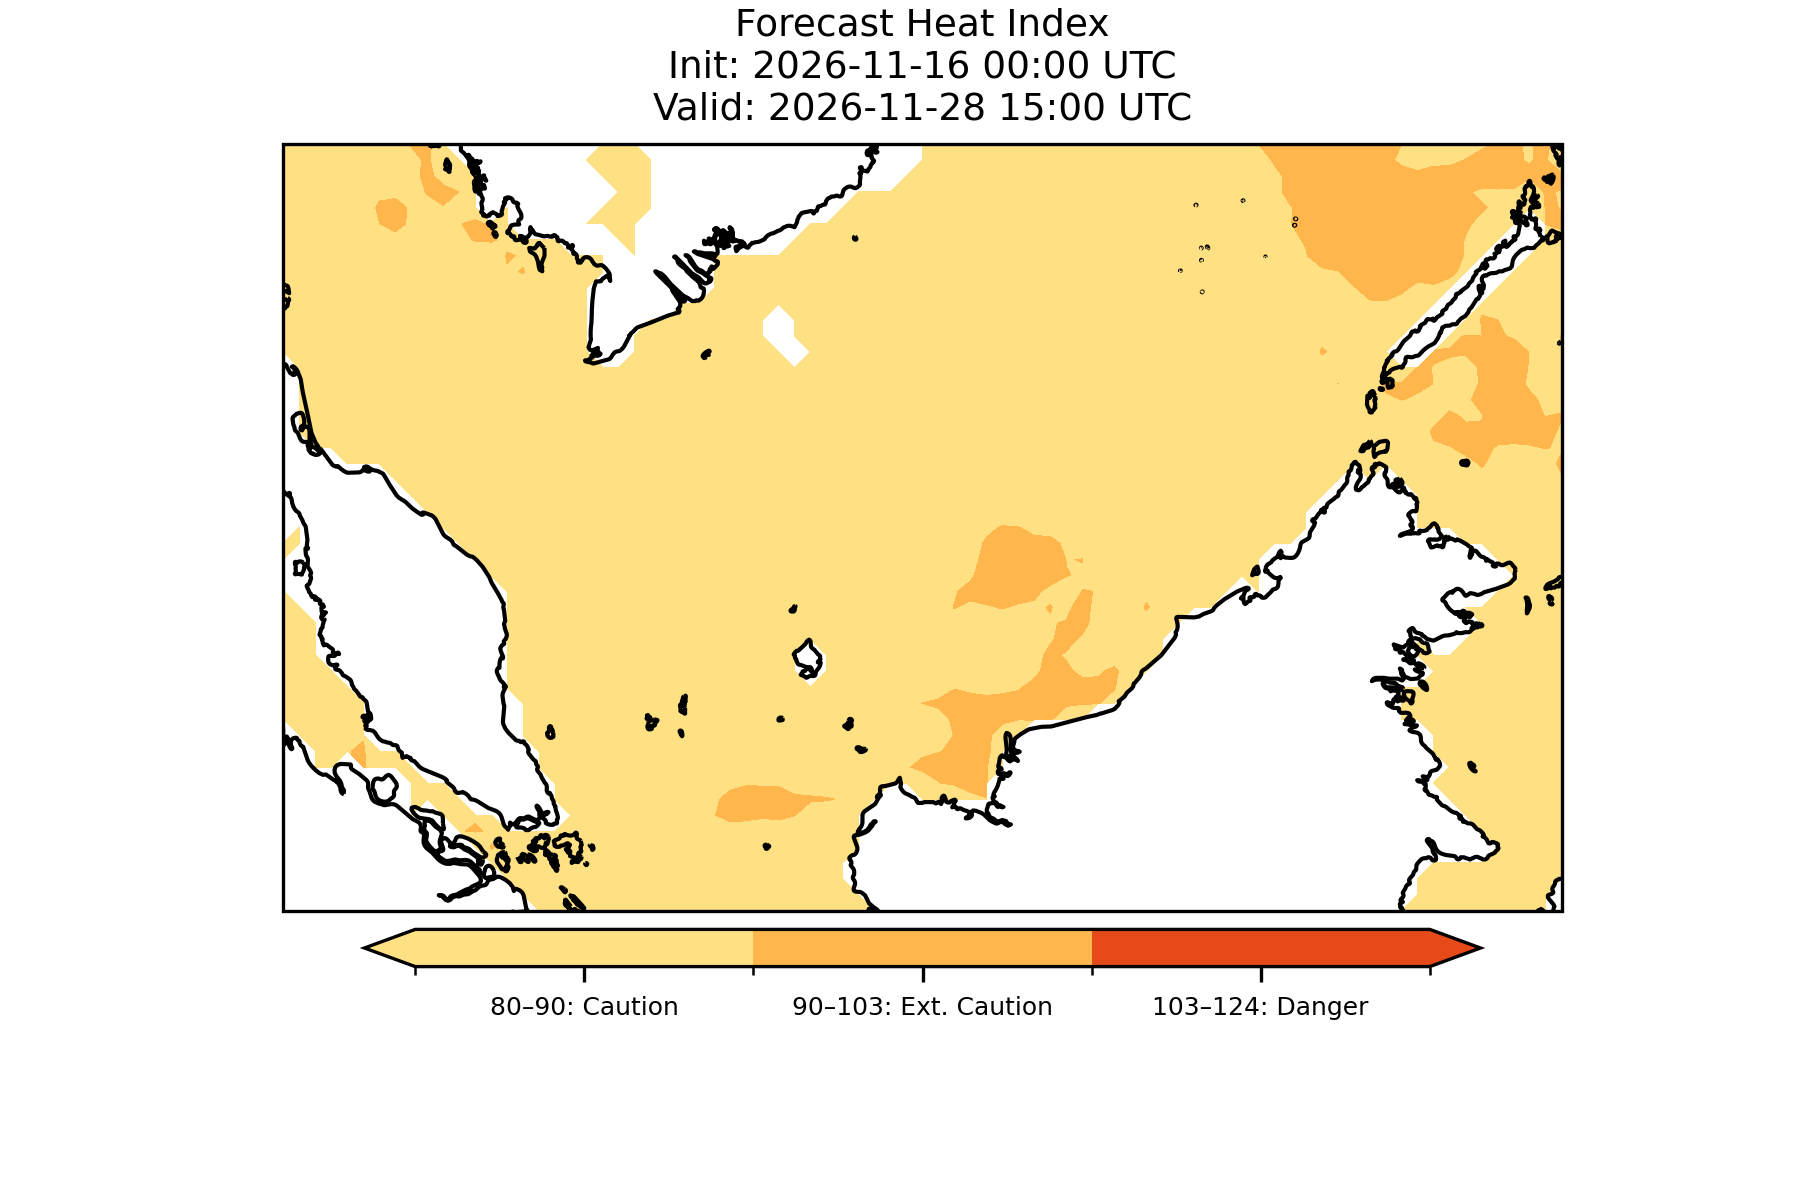 Forecast Heat Index
Init: 2026-11-16 00:00 UTC
Valid: 2026-11-28 15:00 UTC
80–90: Caution
90–103: Ext. Caution
103–124: Danger